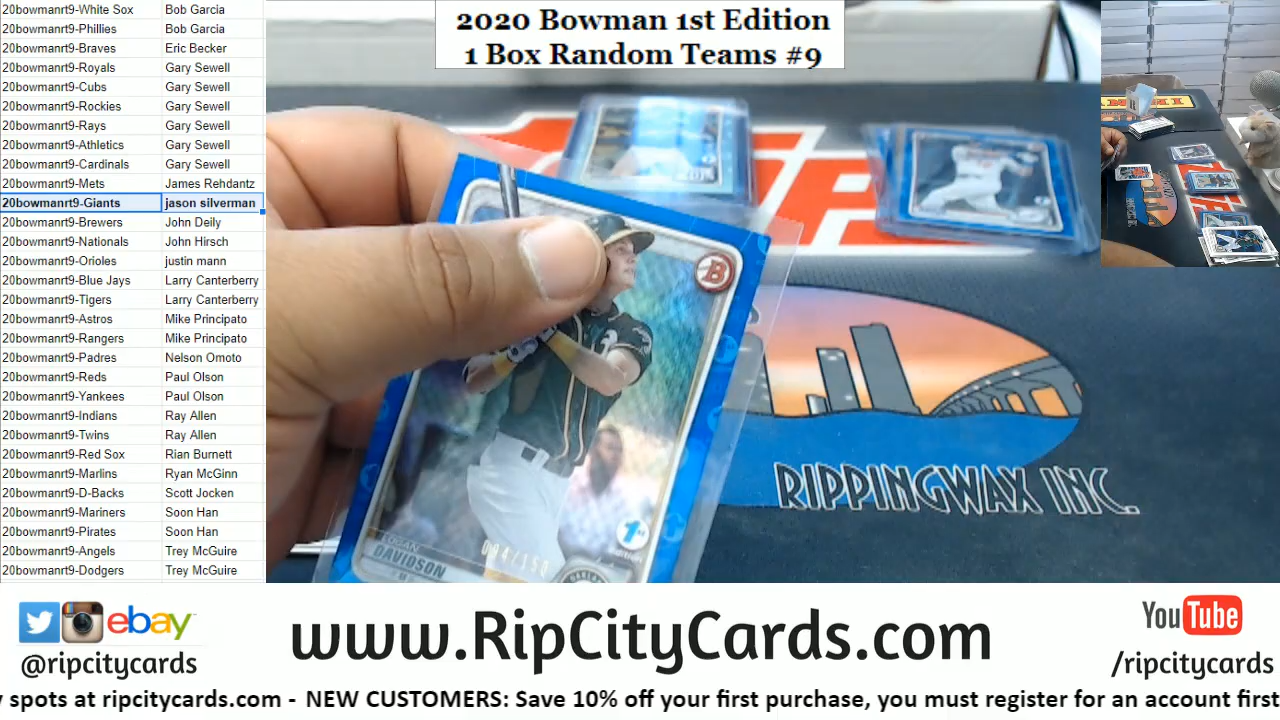 20bowmanrt9-White Sox Bob Garcia
20bowmanrt9-Phillies Bob Garcia
20bowmanrt9-Braves Eric Becker
20bowmanrt9-Royals Gary Sewell
20bowmanrt9-Cubs Gary Sewell
20bowmanrt9-Rockies Gary Sewell
20bowmanrt9-Rays Gary Sewell
20bowmanrt9-Athletics Gary Sewell
20bowmanrt9-Cardinals Gary Sewell
20bowmanrt9-Mets James Rehdantz
20bowmanrt9-Giants jason silverman
20bowmanrt9-Brewers John Deily
20bowmanrt9-Nationals John Hirsch
20bowmanrt9-Orioles justin mann
20bowmanrt9-Blue Jays Larry Canterberry
20bowmanrt9-Tigers Larry Canterberry
20bowmanrt9-Astros Mike Principato
20bowmanrt9-Rangers Mike Principato
20bowmanrt9-Padres Nelson Omoto
20bowmanrt9-Reds Paul Olson
20bowmanrt9-Yankees Paul Olson
20bowmanrt9-Indians Ray Allen
20bowmanrt9-Twins Ray Allen
20bowmanrt9-Red Sox Rian Burnett
20bowmanrt9-Marlins Ryan McGinn
20bowmanrt9-D-Backs Scott Jocken
20bowmanrt9-Mariners Soon Han
20bowmanrt9-Pirates Soon Han
20bowmanrt9-Angels Trey McGuire
20bowmanrt9-Dodgers Trey McGuire
2020 Bowman 1st Edition
1 Box Random Teams #9
B
1st
Edition
LOGAN
DAVIDSON
RIPPINGWAX INC.
ebay
@ripcitycards
www.RipCityCards.com
YouTube
/ripcitycards
spots at ripcitycards.com - NEW CUSTOMERS: Save 10% off your first purchase, you must register for an account first